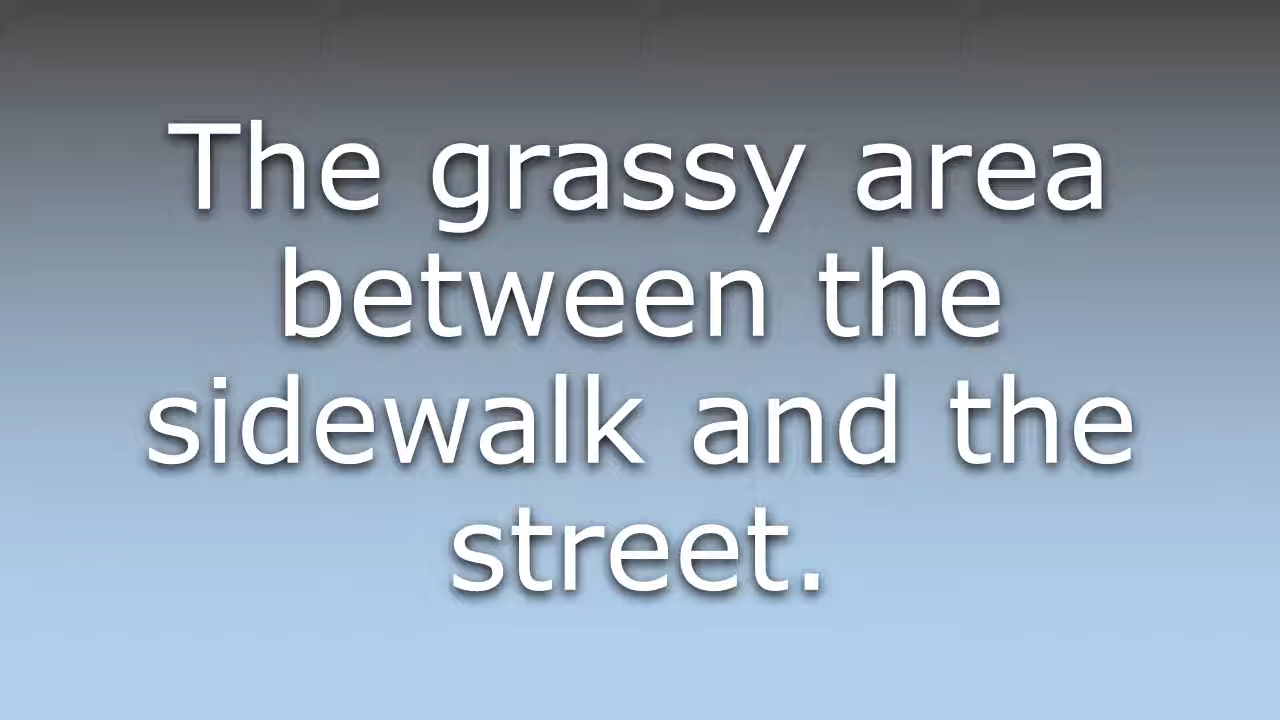 The grassy area
between the
sidewalk and the
street.